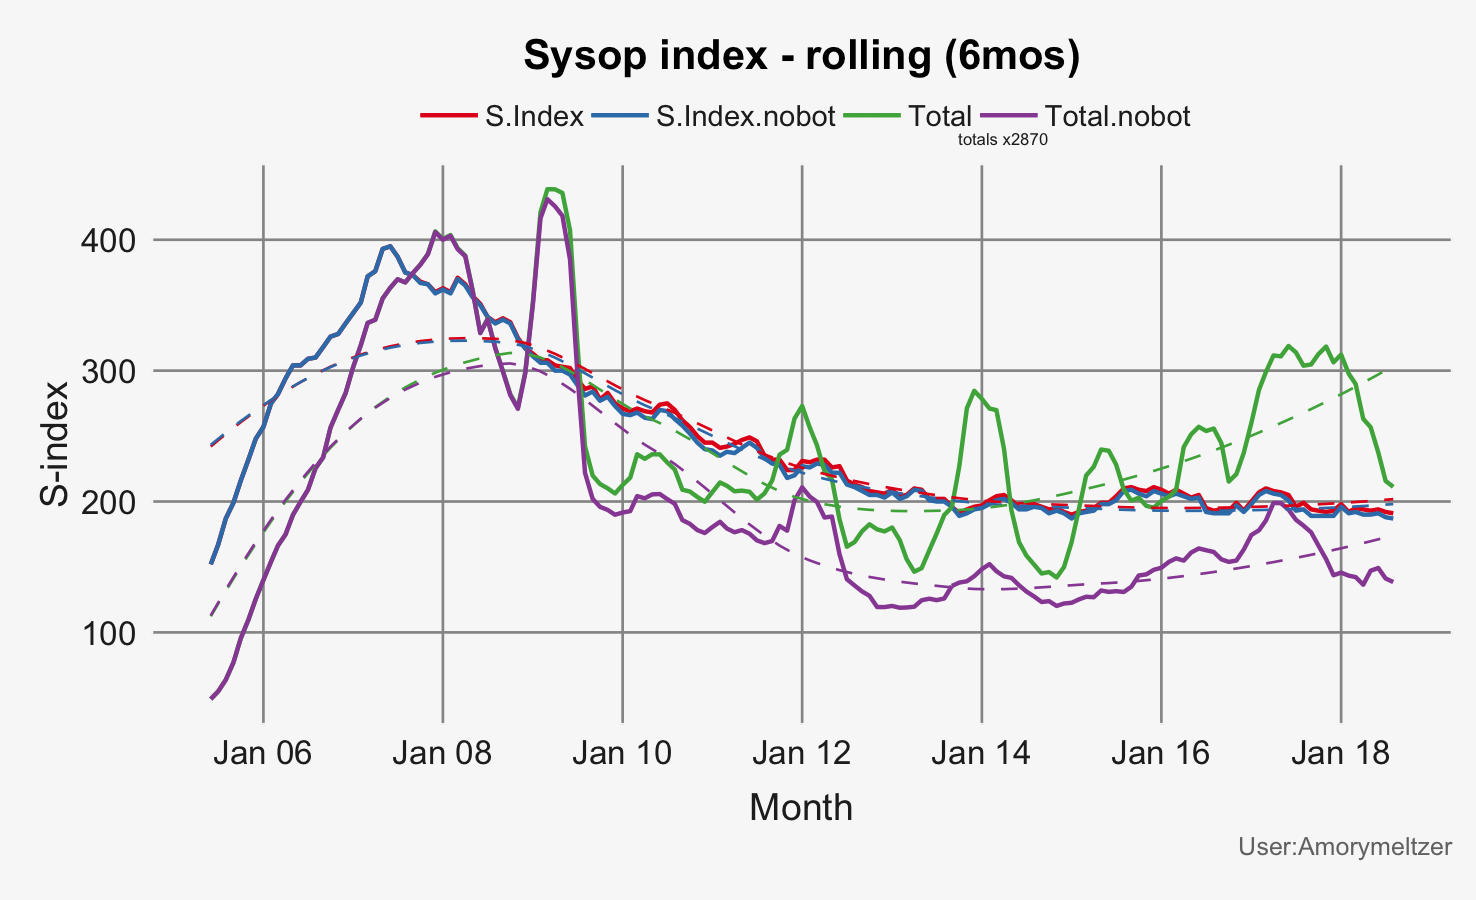 Sysop index - rolling (6mos)
S.Index S.Index.nobot Total Total.nobot
totals x2870
400
300
200
100
S-index
Jan 06 Jan 08 Jan 10 Jan 12 Jan 14 Jan 16 Jan 18
Month
User:Amorymeltzer